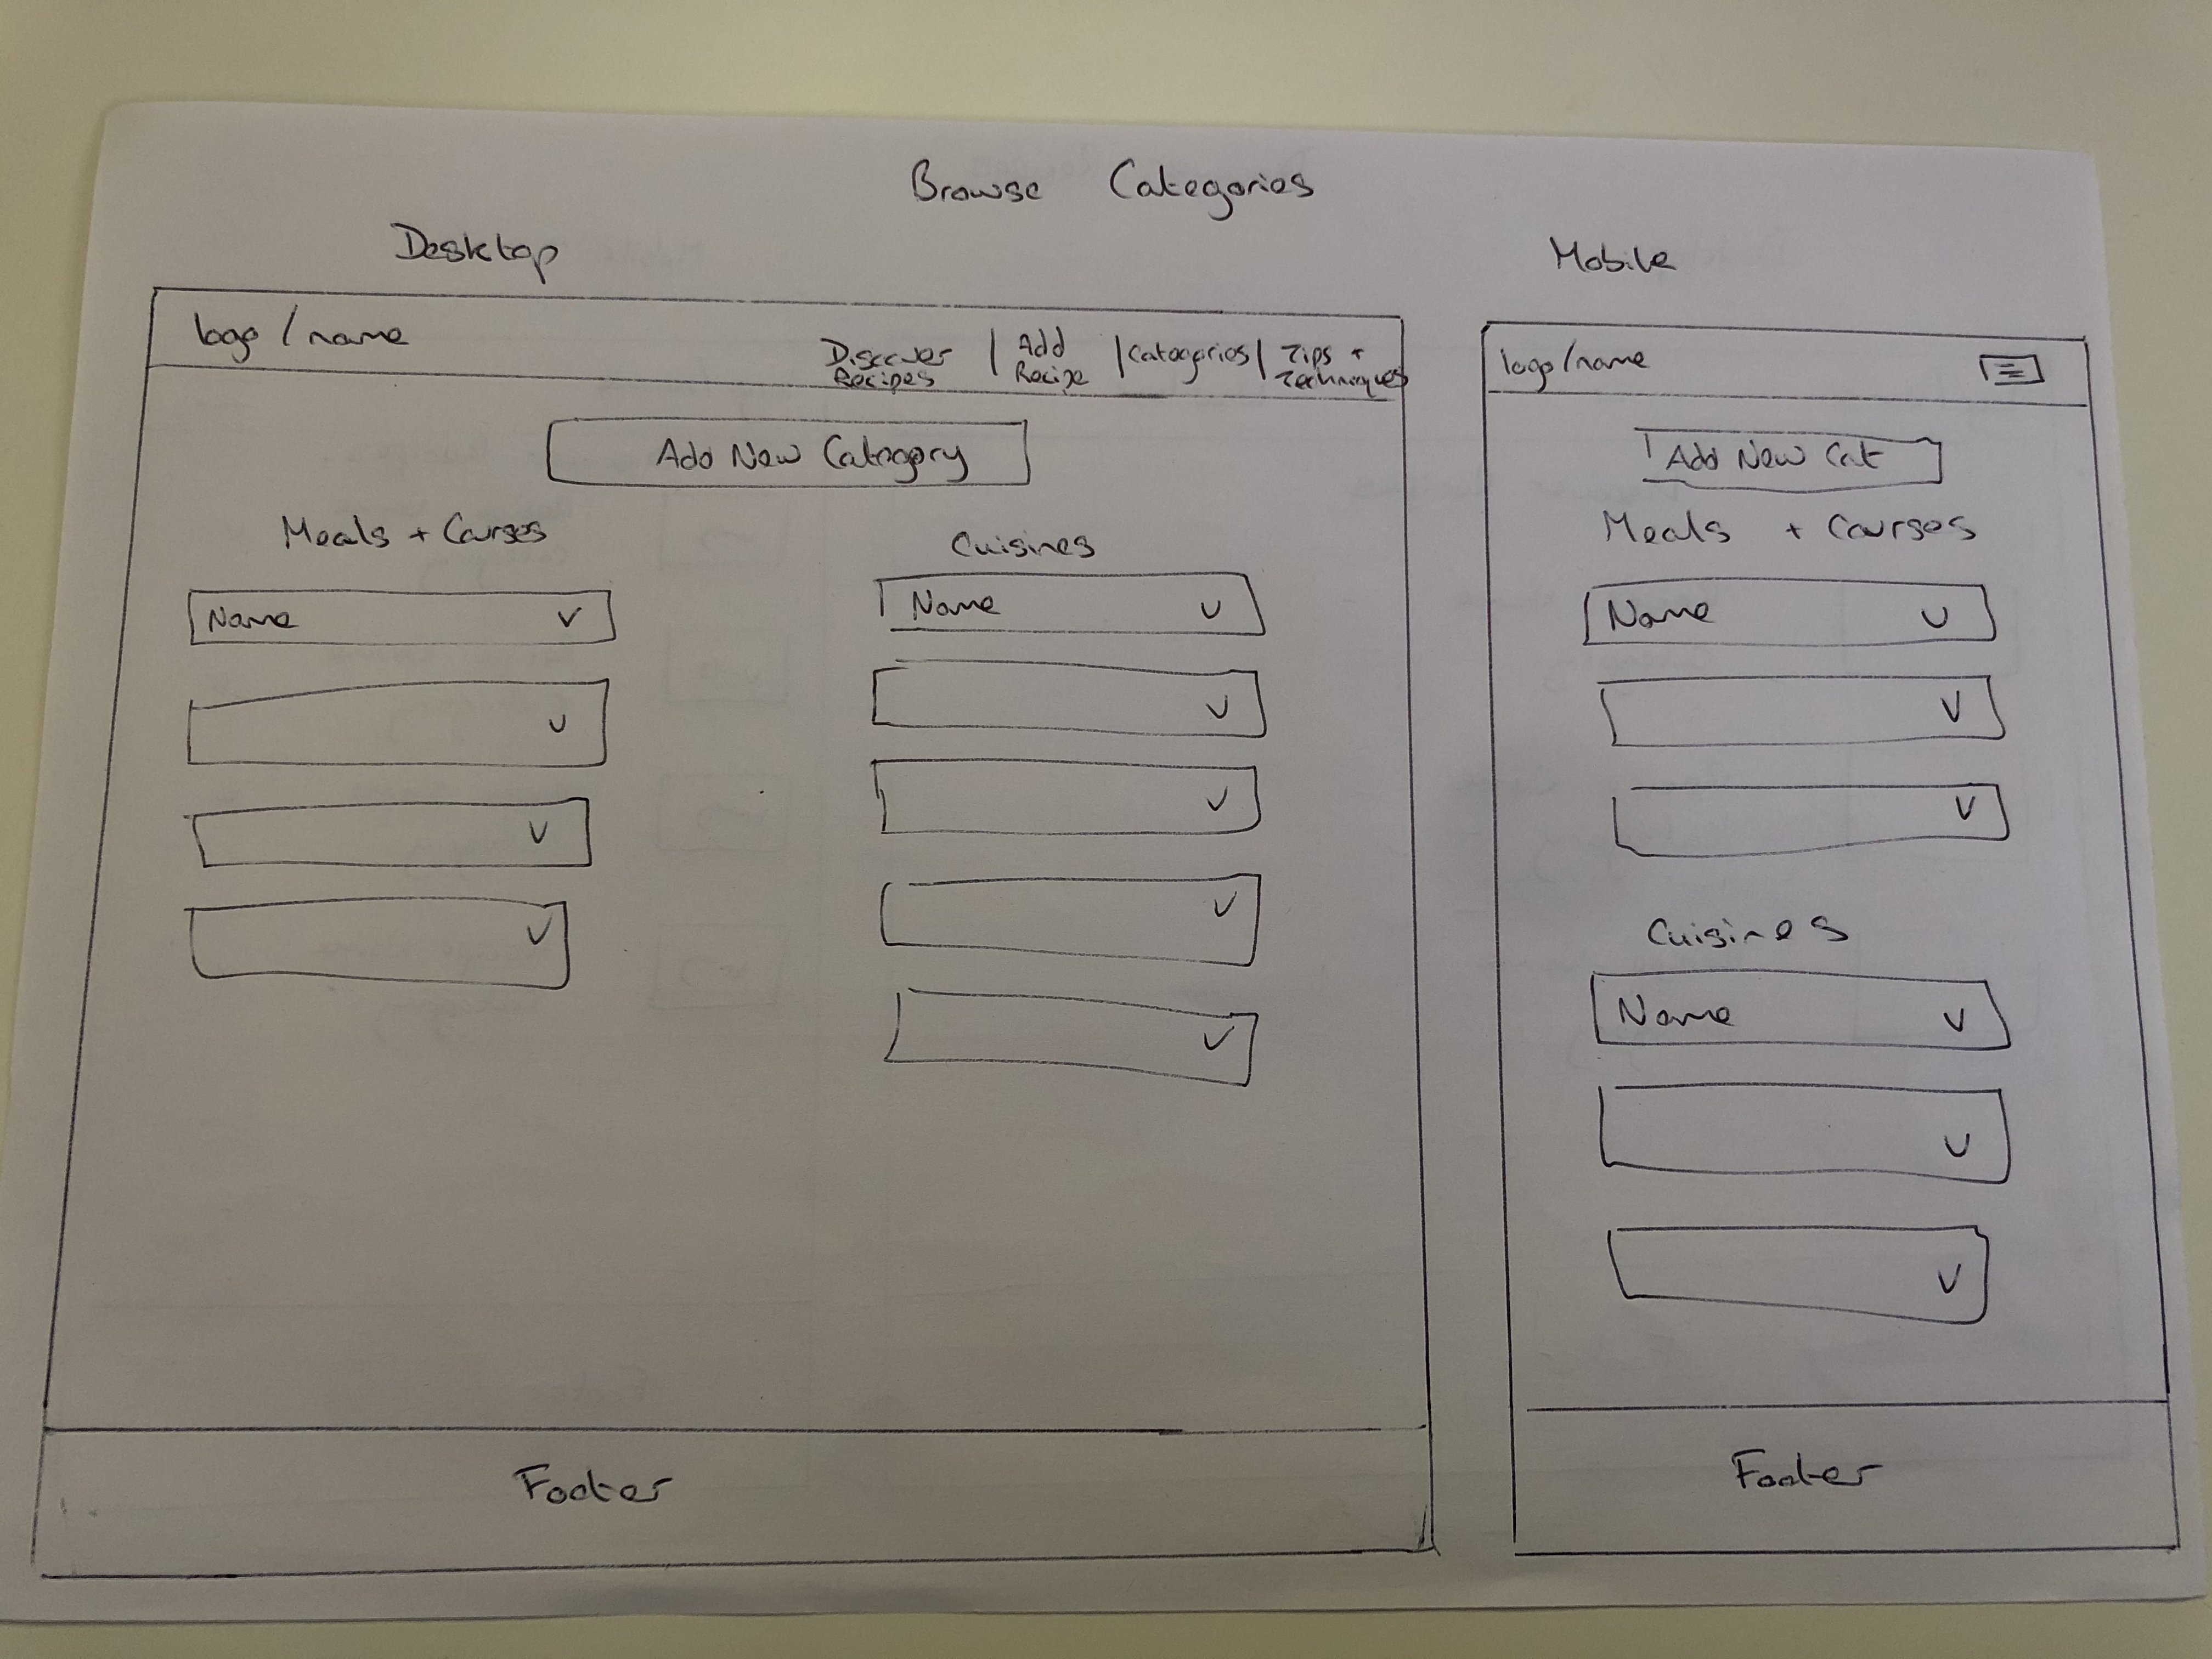 Browse Categories
Desktop
logo / name
Discover
Recipes
| Add
Recipe
| Categories |
Tips +
Techniques
Add New Category
Meals + Courses
Name
Cuisines
Name
Footer
Mobile
logo/name
Add New Cat
Meals + Courses
Name
Cuisines
Name
Footer